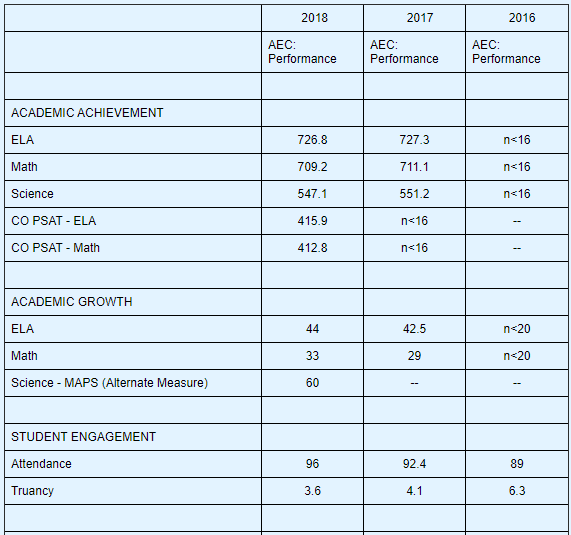 2018 2017 2016
AEC: AEC: AEC:
Performance Performance Performance
ACADEMIC ACHIEVEMENT
ELA 726.8 727.3 n<16
Math 709.2 711.1 n<16
Science 547.1 551.2 n<16
CO PSAT - ELA 415.9 n<16 --
CO PSAT - Math 412.8 n<16 --
ACADEMIC GROWTH
ELA 44 42.5 n<20
Math 33 29 n<20
Science - MAPS (Alternate Measure) 60 -- --
STUDENT ENGAGEMENT
Attendance 96 92.4 89
Truancy 3.6 4.1 6.3